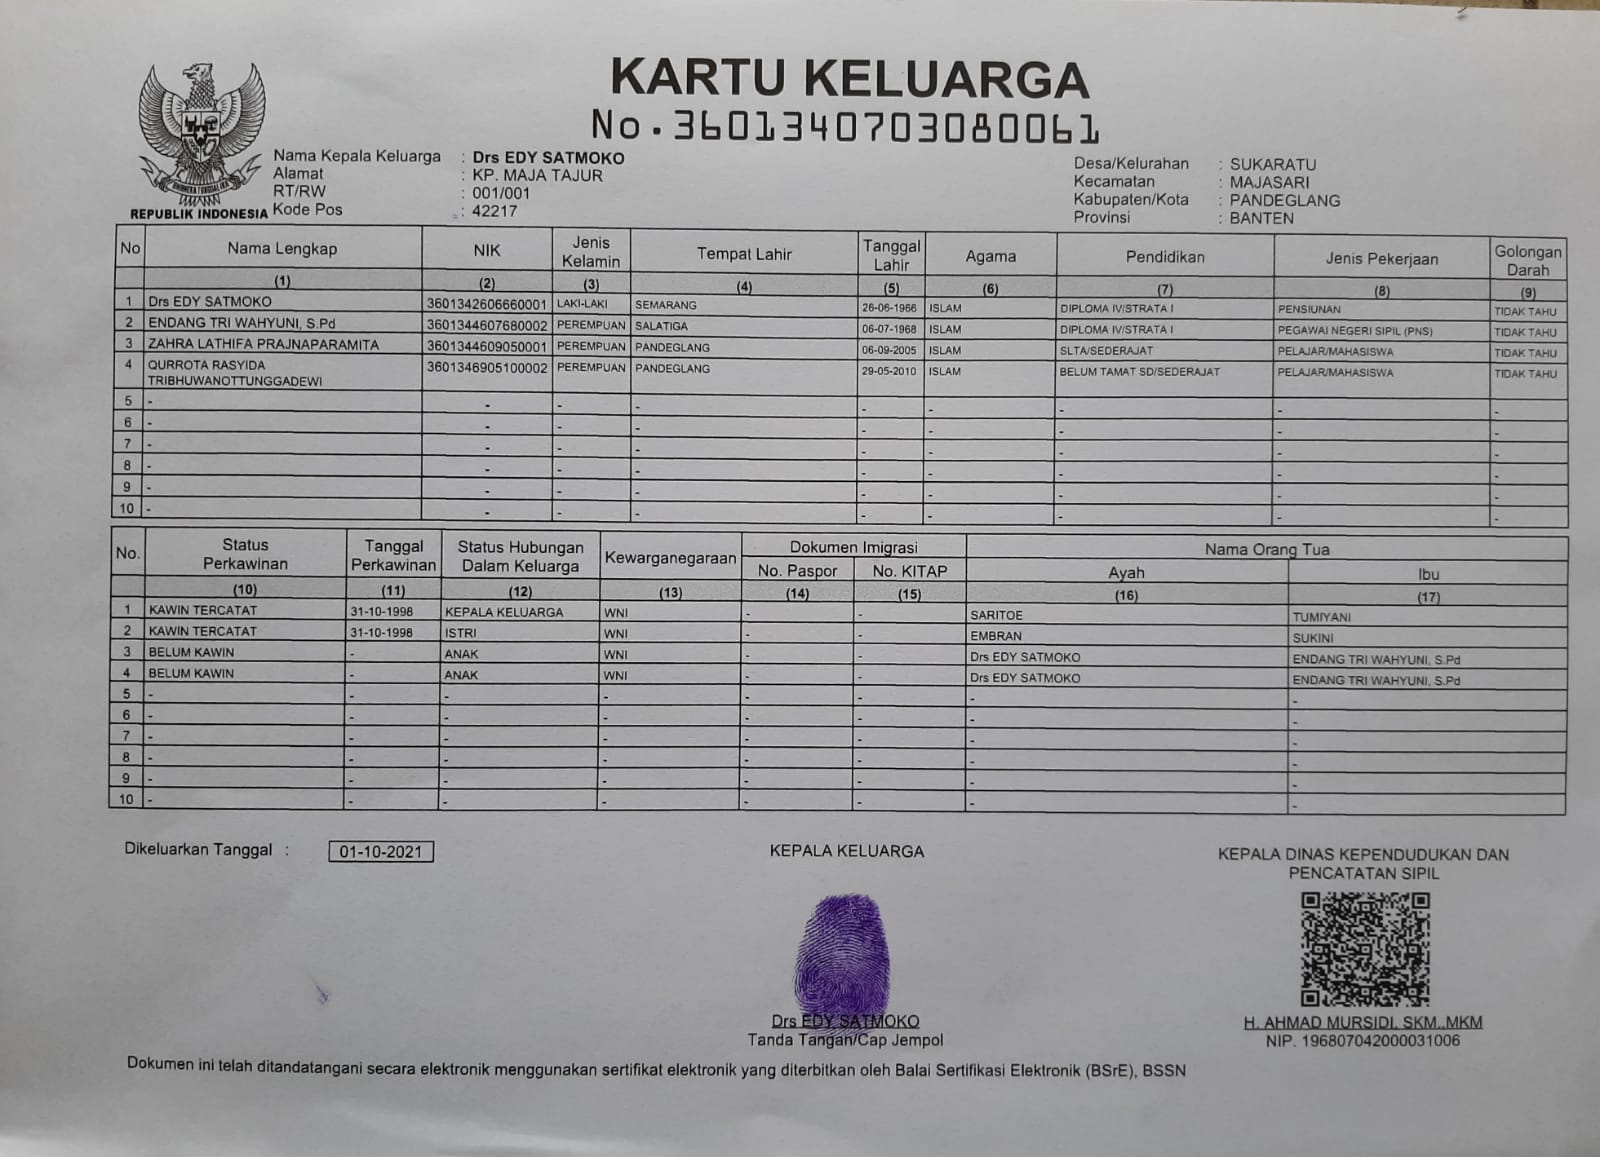 KARTU KELUARGA
No. 3601340703080061
REPUBLIK INDONESIA
Nama Kepala Keluarga : Drs EDY SATMOKO
Alamat : KP. MAJA TAJUR
RT/RW : 001/001
Kode Pos : 42217
Desa/Kelurahan : SUKARATU
Kecamatan : MAJASARI
Kabupaten/Kota : PANDEGLANG
Provinsi : BANTEN
No Nama Lengkap NIK Jenis Kelamin Tempat Lahir Tanggal Lahir Agama Pendidikan Jenis Pekerjaan Golongan Darah
(1) (2) (3) (4) (5) (6) (7) (8) (9)
1 Drs EDY SATMOKO 3601342606660001 LAKI-LAKI SEMARANG 26-06-1966 ISLAM DIPLOMA IV/STRATA I PENSIUNAN TIDAK TAHU
2 ENDANG TRI WAHYUNI, S.Pd 3601344607680002 PEREMPUAN SALATIGA 06-07-1968 ISLAM DIPLOMA IV/STRATA I PEGAWAI NEGERI SIPIL (PNS) TIDAK TAHU
3 ZAHRA LATHIFA PRAJNAPARAMITA 3601344609050001 PEREMPUAN PANDEGLANG 06-09-2005 ISLAM SLTA/SEDERAJAT PELAJAR/MAHASISWA TIDAK TAHU
4 QURROTA RASYIDA TRIBHUWANOTTUNGGADEWI 3601346905100002 PEREMPUAN PANDEGLANG 29-05-2010 ISLAM BELUM TAMAT SD/SEDERAJAT PELAJAR/MAHASISWA TIDAK TAHU
5 - - - - - - - - -
6 - - - - - - - - -
7 - - - - - - - - -
8 - - - - - - - - -
9 - - - - - - - - -
10 - - - - - - - - -
No. Status Perkawinan Tanggal Perkawinan Status Hubungan Dalam Keluarga Kewarganegaraan Dokumen Imigrasi Nama Orang Tua
No. Paspor No. KITAP Ayah Ibu
(10) (11) (12) (13) (14) (15) (16) (17)
1 KAWIN TERCATAT 31-10-1998 KEPALA KELUARGA WNI - - SARITOE TUMIYANI
2 KAWIN TERCATAT 31-10-1998 ISTRI WNI - - EMBRAN SUKINI
3 BELUM KAWIN - ANAK WNI - - Drs EDY SATMOKO ENDANG TRI WAHYUNI, S.Pd
4 BELUM KAWIN - ANAK WNI - - Drs EDY SATMOKO ENDANG TRI WAHYUNI, S.Pd
5 - - - - - - - -
6 - - - - - - - -
7 - - - - - - - -
8 - - - - - - - -
9 - - - - - - - -
10 - - - - - - - -
Dikeluarkan Tanggal : 01-10-2021
KEPALA KELUARGA
Drs EDY SATMOKO
Tanda Tangan/Cap Jempol
KEPALA DINAS KEPENDUDUKAN DAN
PENCATATAN SIPIL
H. AHMAD MURSIDI, SKM.,MKM
NIP. 196807042000031006
Dokumen ini telah ditandatangani secara elektronik menggunakan sertifikat elektronik yang diterbitkan oleh Balai Sertifikasi Elektronik (BSrE), BSSN